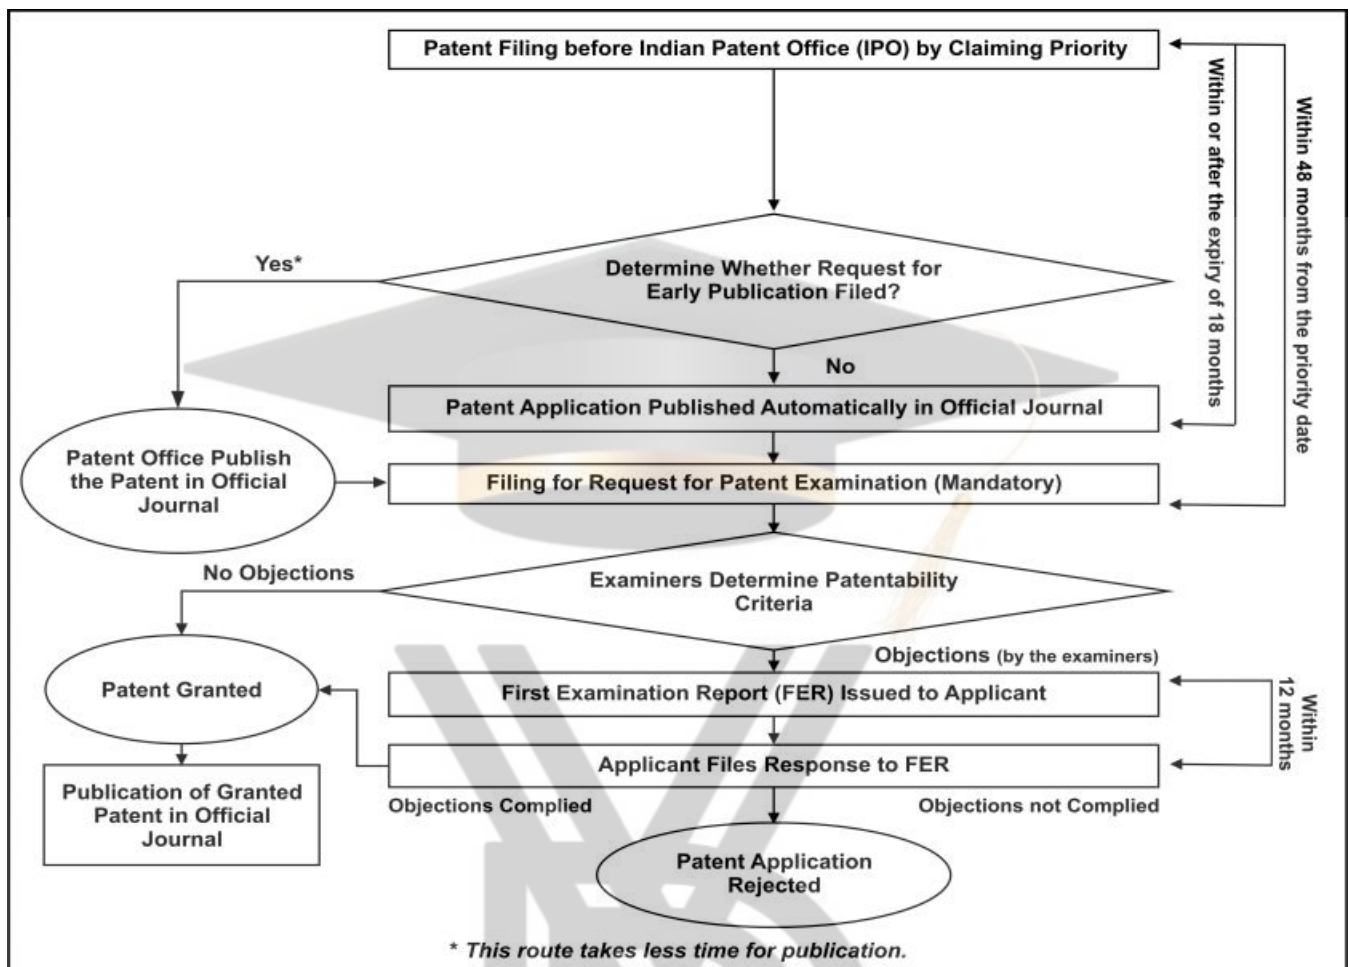 Patent Filing before Indian Patent Office (IPO) by Claiming Priority
Within or after the expiry of 18 months
Within 48 months from the priority date
Determine Whether Request for
Early Publication Filed?
Yes*
No
Patent Application Published Automatically in Official Journal
Patent Office Publish
the Patent in Official
Journal
Filing for Request for Patent Examination (Mandatory)
No Objections
Examiners Determine Patentability
Criteria
Objections (by the examiners)
Patent Granted
First Examination Report (FER) Issued to Applicant
Within
12 months
Applicant Files Response to FER
Objections Complied
Objections not Complied
Publication of Granted
Patent in Official
Journal
Patent Application
Rejected
* This route takes less time for publication.